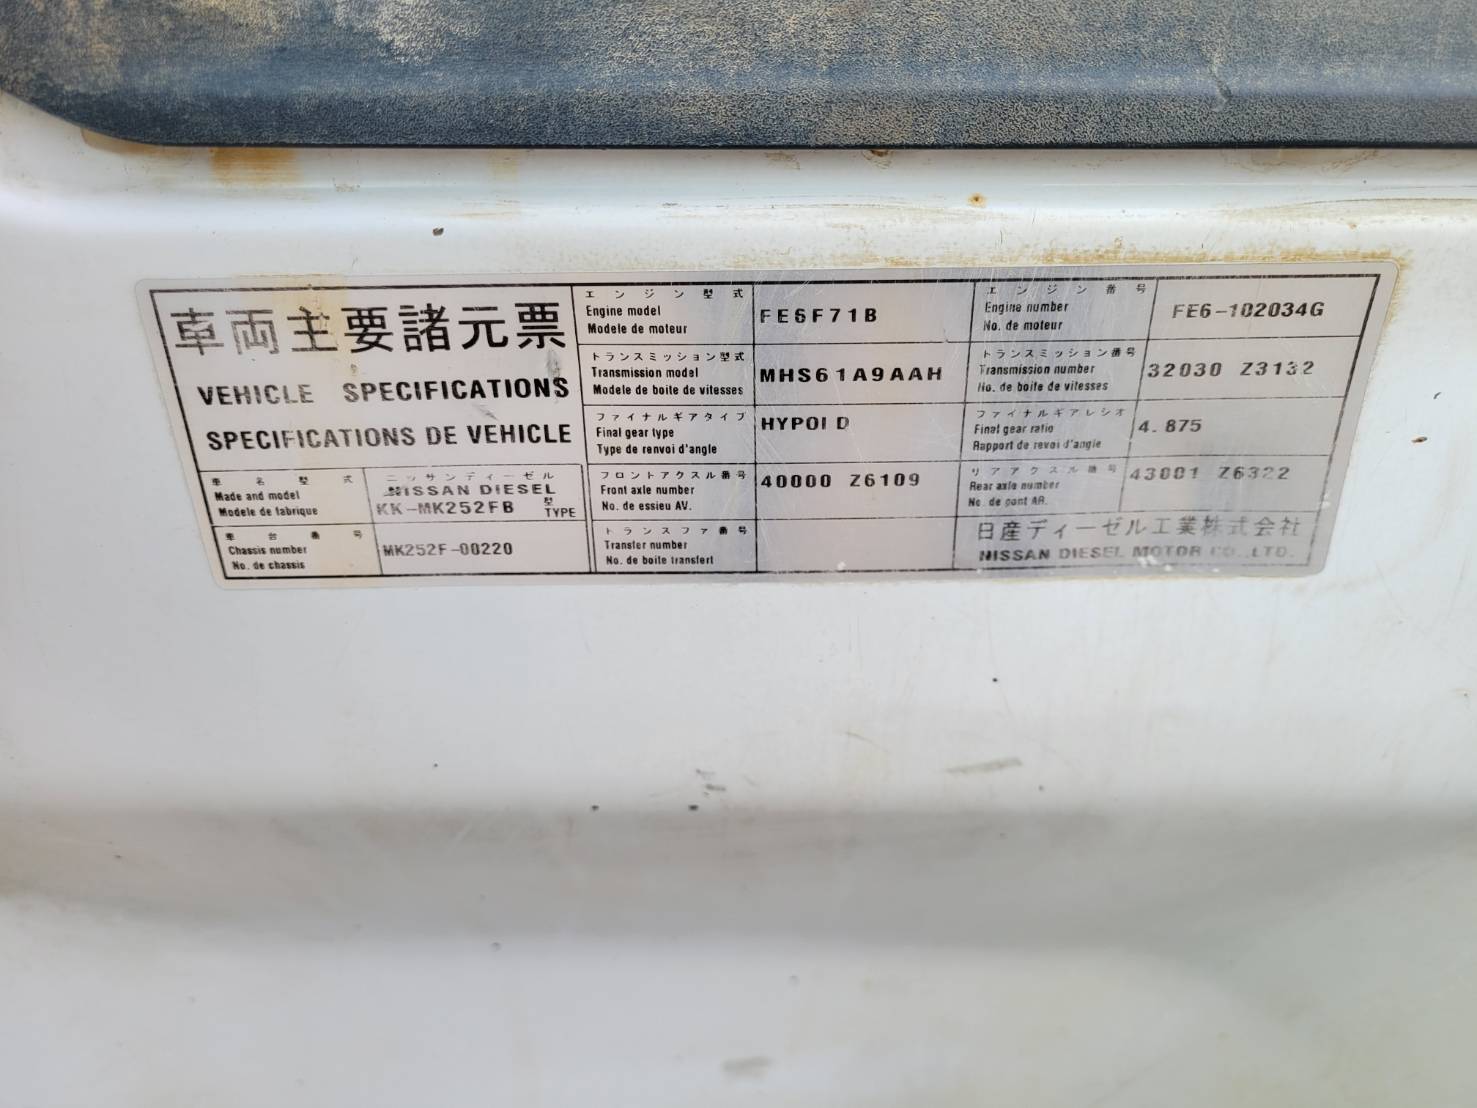 車両主要諸元票
VEHICLE SPECIFICATIONS
SPECIFICATIONS DE VEHICLE
車名型式
Made and model
Modele de fabrique
ニッサンディーゼル
NISSAN DIESEL
KK-MK252FB 型 TYPE
車台番号
Chassis number
No. de chassis
MK252F-00220
エンジン型式
Engine model
Modele de moteur
FE6F71B
エンジン番号
Engine number
No. de moteur
FE6-102034G
トランスミッション型式
Transmission model
Modele de boite de vitesses
MHS61A9AAH
トランスミッション番号
Transmission number
No. de boite de vitesses
32030 Z3132
ファイナルギアタイプ
Final gear type
Type de renvoi d'angle
HYPOID
ファイナルギアレシオ
Final gear ratio
Rapport de revoi d'angle
4.875
フロントアクスル番号
Front axle number
No. de essieu AV.
40000 Z6109
リアアクスル番号
Rear axle number
No. de pont AR.
43001 Z6322
トランスファ番号
Transfer number
No. de boite transfert
日産ディーゼル工業株式会社
NISSAN DIESEL MOTOR CO.,LTD.